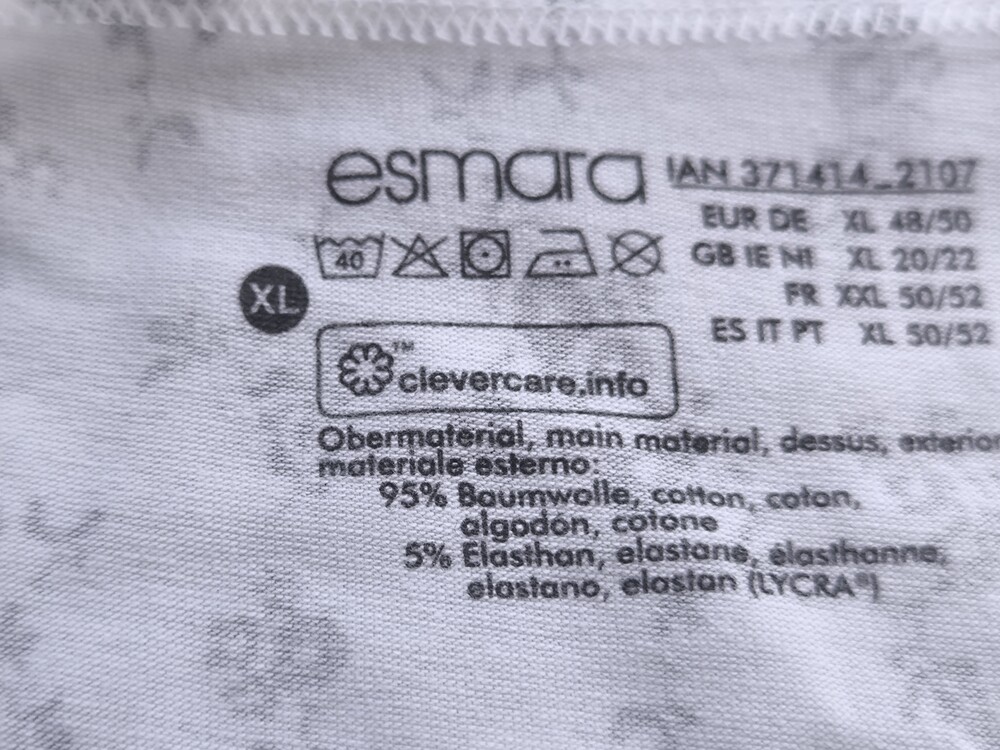 esmara IAN 371414_2107
EUR DE XL 48/50
40
GB IE NI XL 20/22
XL
FR XXL 50/52
ES IT PT XL 50/52
clevercare.info™
Obermaterial, main material, dessus, exterior
materiale esterno:
95% Baumwolle, cotton, coton,
algodón, cotone
5% Elasthan, elastane, élasthanne,
elastano, elastan (LYCRA®)